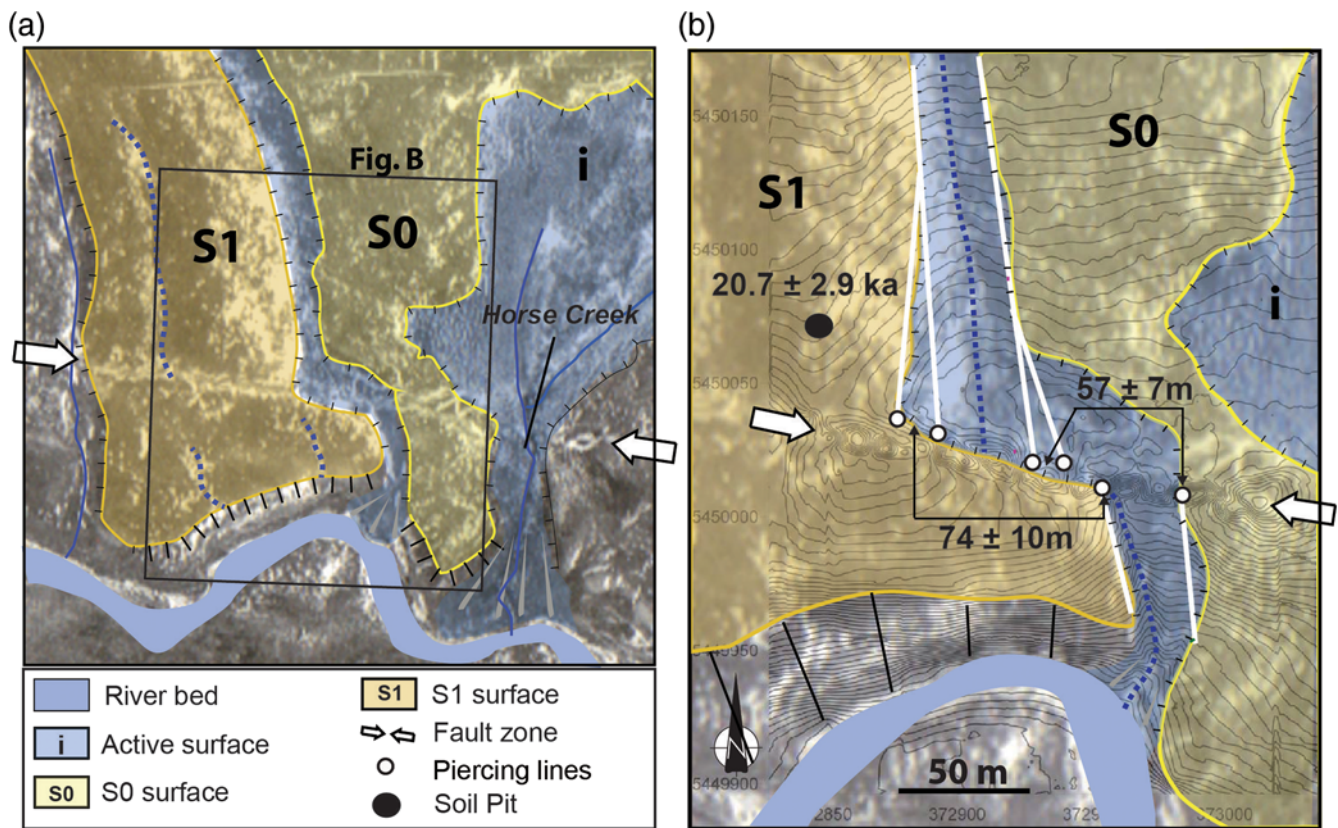 (a)
Fig. B
S1
S0
i
Horse Creek
River bed
i Active surface
S0 S0 surface
S1 S1 surface
Fault zone
Piercing lines
Soil Pit
(b)
5450150
S0
S1
5450100
20.7 ± 2.9 ka
i
5450050
57 ± 7m
5450000
74 ± 10m
N
50 m
372900